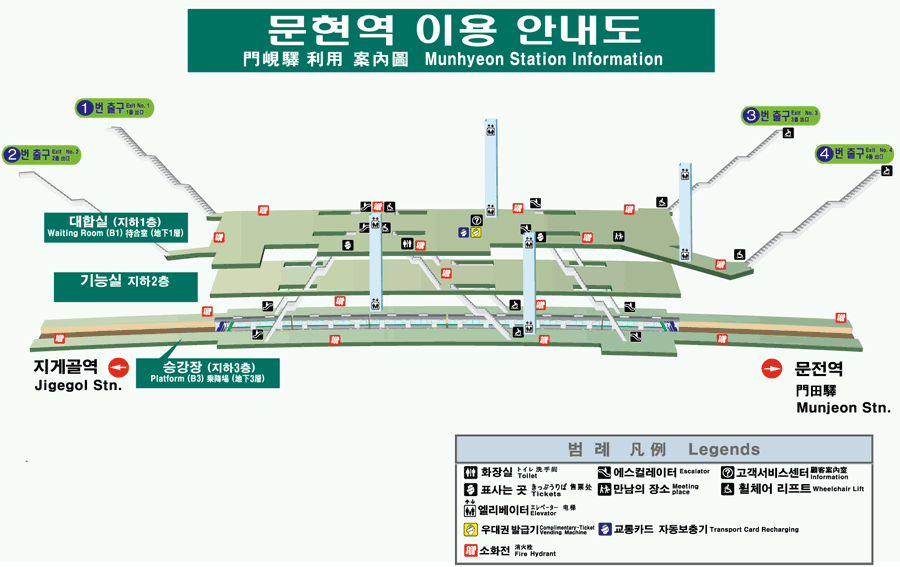 문현역 이용 안내도
門峴驛 利用 案內圖 Munhyeon Station Information
1 번 출구 Exit No. 1
1番 出口
3 번 출구 Exit No. 3
3番 出口
2 번 출구 Exit No. 2
2番 出口
4 번 출구 Exit No. 4
4番 出口
대합실 (지하1층)
Waiting Room (B1) 待合室 (地下1層)
기능실 지하2층
승강장 (지하3층)
Platform (B3) 乘降場 (地下3層)
지게골역
Jigegol Stn.
문전역
門田驛
Munjeon Stn.
범 례 凡 例 Legends
화장실 トイレ 洗手間
Toilet
에스컬레이터 Escalator
고객서비스센터 顧客案內室
Information
표사는 곳 きっぷうりば 售票处
Tickets
만남의 장소 Meeting
place
휠체어 리프트 Wheelchair Lift
엘리베이터 エレベーター 电梯
Elevator
우대권 발급기 Complimentary-Ticket
Vending Machine
교통카드 자동보충기 Transport Card Recharging
소화전 消火栓
Fire Hydrant